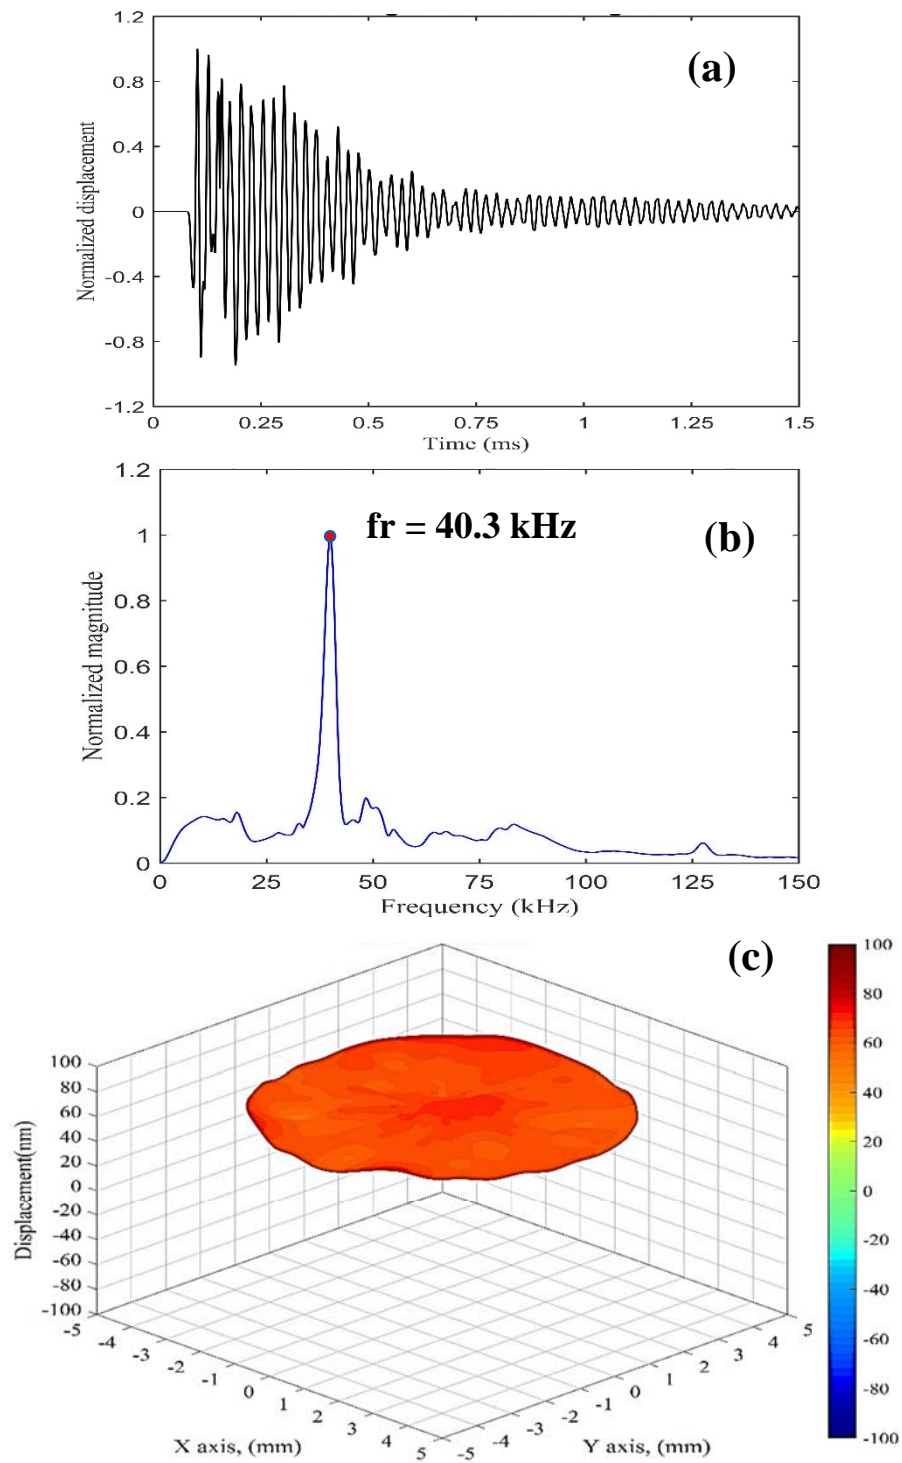 1.2
0.8
0.4
0
-0.4
-0.8
-1.2
Normalized displacement
(a)
0 0.25 0.5 0.75 1 1.25 1.5
Time (ms)
1.2
1
0.8
0.6
0.4
0.2
0
Normalized magnitude
fr = 40.3 kHz
(b)
0 25 50 75 100 125 150
Frequency (kHz)
(c)
100
80
60
40
20
0
-20
-40
-60
-80
-100
Displacement(nm)
-5 -4 -3 -2 -1 0 1 2 3 4 5
X axis, (mm)
-5 -4 -3 -2 -1 0 1 2 3 4 5
Y axis, (mm)
100
80
60
40
20
0
-20
-40
-60
-80
-100